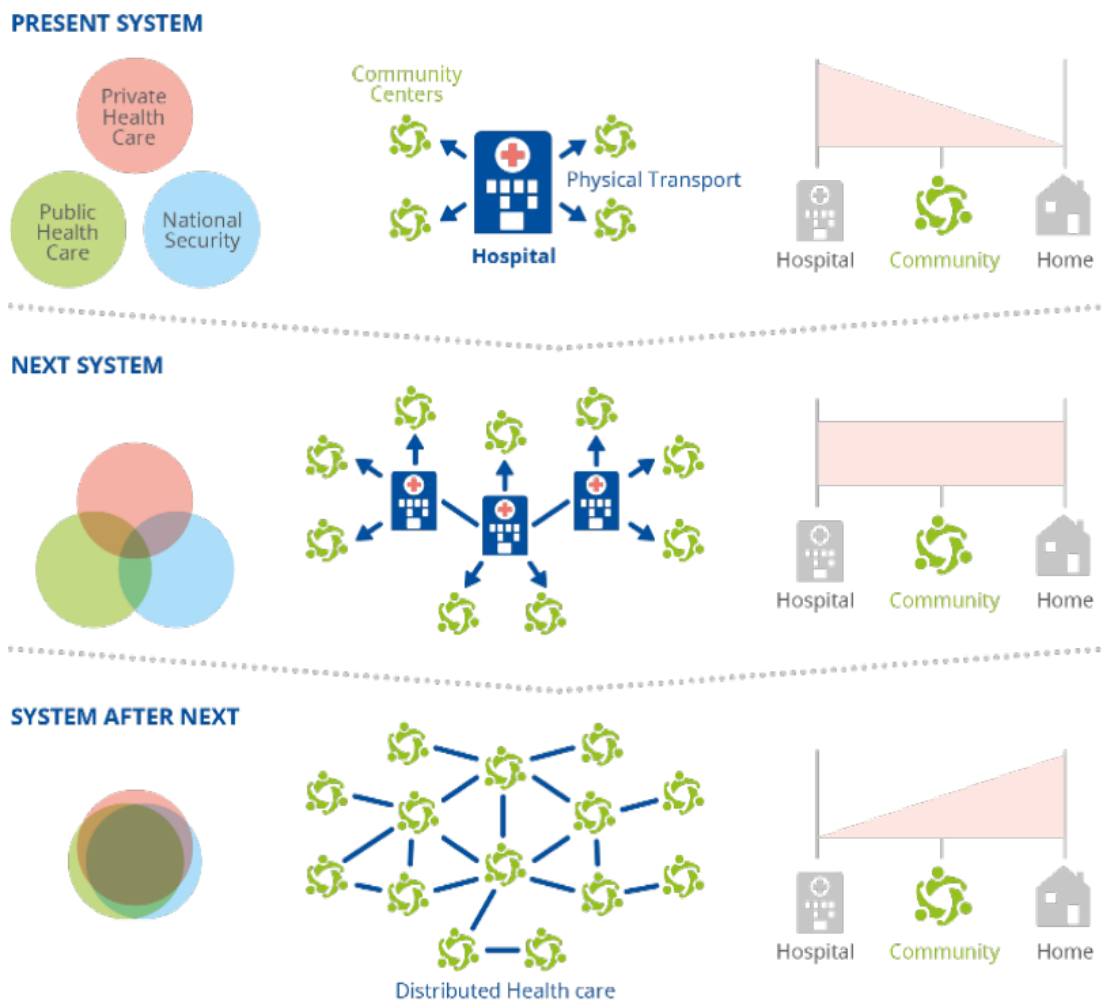 PRESENT SYSTEM
Private
Health
Care
Public
Health
Care
National
Security
Community
Centers
Physical Transport
Hospital
Hospital
Community
Home
NEXT SYSTEM
Hospital
Community
Home
SYSTEM AFTER NEXT
Distributed Health care
Hospital
Community
Home